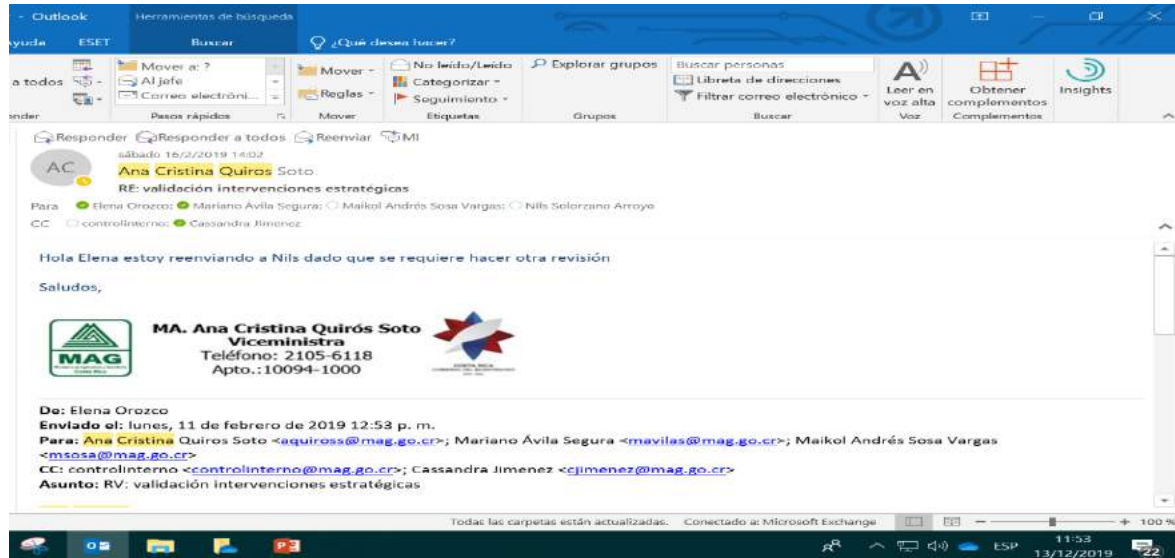 - Outlook Herramientas de búsqueda
yuda ESET Buscar ¿Qué desea hacer?
a todos Mover a: ? Mover No leído/Leído Explorar grupos Buscar personas
Al jefe Reglas Categorizar Libreta de direcciones Leer en voz alta Obtener complementos Insights
Correo electróni... Seguimiento Filtrar correo electrónico
onder Pasos rápidos Mover Etiquetas Grupos Buscar Voz Complementos
Responder Responder a todos Reenviar MI
sábado 16/2/2019 14:02
AC
Ana Cristina Quiros Soto
RE: validación intervenciones estratégicas
Para Elena Orozco; Mariano Ávila Segura; Maikol Andrés Sosa Vargas; Nils Solorzano Arroyo
CC controlinterno; Cassandra Jimenez
Hola Elena estoy reenviando a Nils dado que se requiere hacer otra revisión
Saludos,
MAG
MA. Ana Cristina Quirós Soto
Viceministra
Teléfono: 2105-6118
Apto.:10094-1000
De: Elena Orozco
Enviado el: lunes, 11 de febrero de 2019 12:53 p. m.
Para: Ana Cristina Quiros Soto <aquiross@mag.go.cr>; Mariano Ávila Segura <mavilas@mag.go.cr>; Maikol Andrés Sosa Vargas
<msosa@mag.go.cr>
CC: controlinterno <controlinterno@mag.go.cr>; Cassandra Jimenez <cjimenez@mag.go.cr>
Asunto: RV: validación intervenciones estratégicas
Todas las carpetas están actualizadas. Conectado a: Microsoft Exchange 100 %
ESP 11:53
13/12/2019